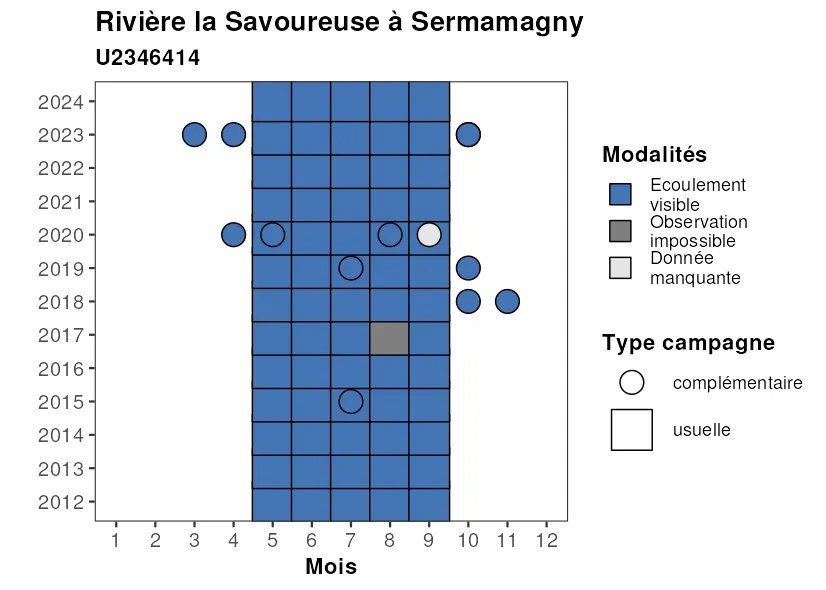 Rivière la Savoureuse à Sermamagny
U2346414
2024
2023
2022
2021
2020
2019
2018
2017
2016
2015
2014
2013
2012
1 2 3 4 5 6 7 8 9 10 11 12
Mois
Modalités
Ecoulement
visible
Observation
impossible
Donnée
manquante
Type campagne
complémentaire
usuelle